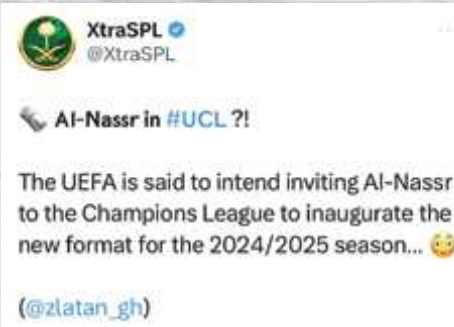 XtraSPL
@XtraSPL
Al-Nassr in #UCL ?!
The UEFA is said to intend inviting Al-Nassr
to the Champions League to inaugurate the
new format for the 2024/2025 season...
(@zlatan_gh)